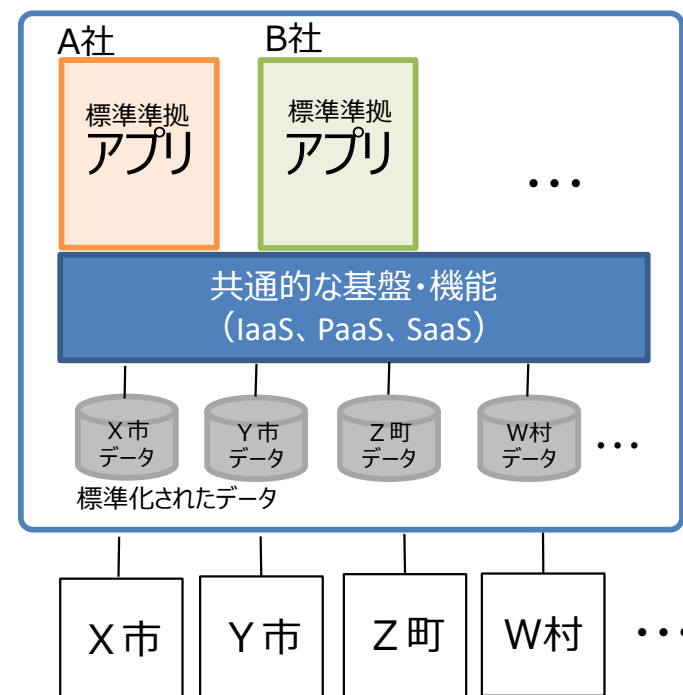 A社
B社
標準準拠
アプリ
標準準拠
アプリ
…
共通的な基盤・機能
（IaaS、PaaS、SaaS）
X市
データ
Y市
データ
Z町
データ
W村
データ
…
標準化されたデータ
X市
Y市
Z町
W村
…